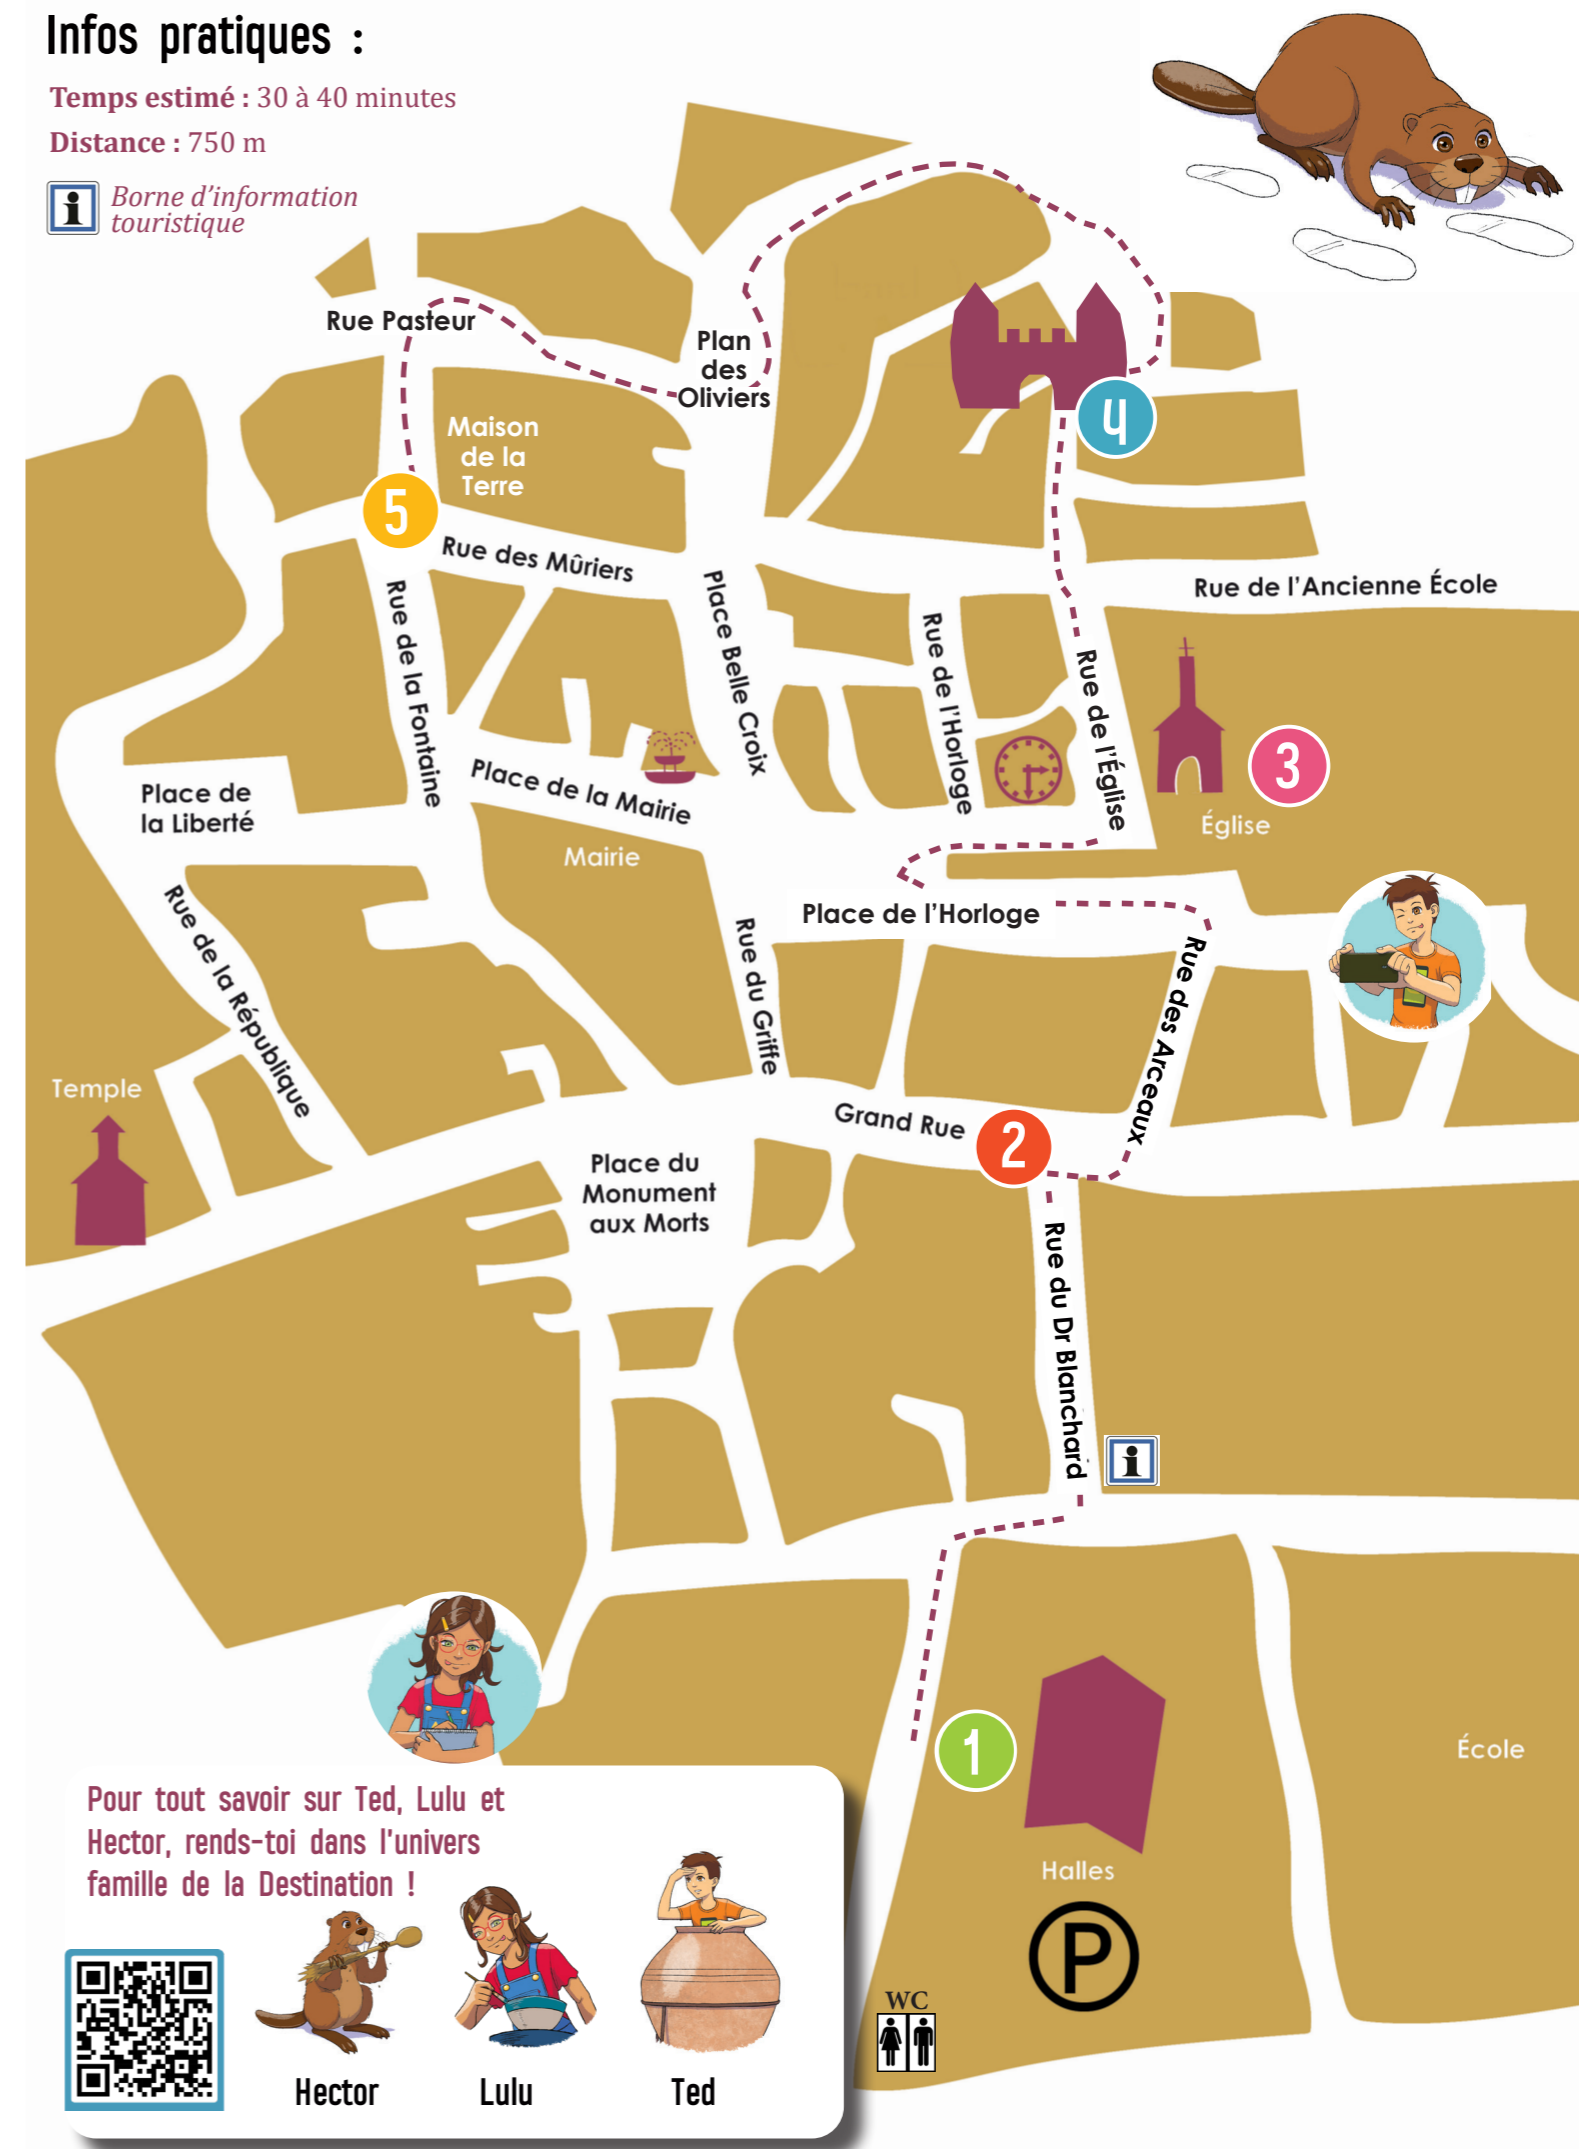 Infos pratiques :
Temps estimé : 30 à 40 minutes
Distance : 750 m
i
Borne d'information
touristique
Rue Pasteur
Plan
des
Oliviers
Maison
de la
Terre
4
5
Rue des Mûriers
Rue de l'Ancienne École
Rue de la Fontaine
Place Belle Croix
Rue de l'Horloge
Rue de l'Église
3
Église
Place de la Mairie
Place de
la Liberté
Mairie
Place de l'Horloge
Rue de la République
Rue du Griffe
Rue des Arceaux
Temple
Grand Rue
2
Place du
Monument
aux Morts
Rue du Dr Blanchard
i
1
École
Halles
P
WC
Pour tout savoir sur Ted, Lulu et
Hector, rends-toi dans l'univers
famille de la Destination !
Hector
Lulu
Ted